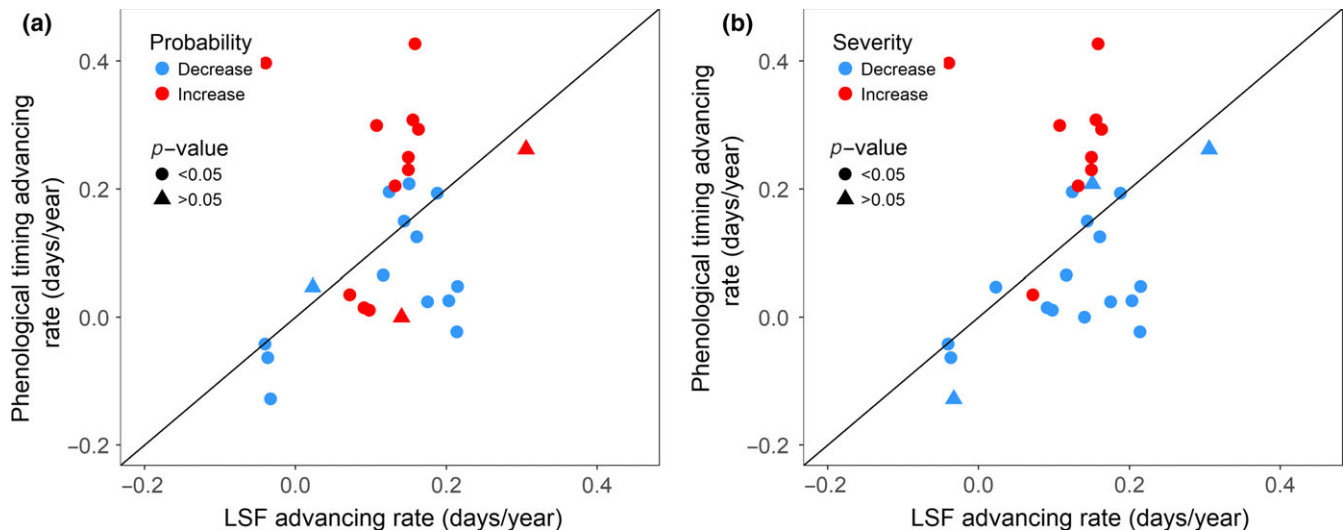 (a)
Probability
Decrease
Increase
p−value
<0.05
>0.05
Phenological timing advancing
rate (days/year)
0.4
0.2
0.0
−0.2
−0.2
0.0
0.2
0.4
LSF advancing rate (days/year)
(b)
Severity
Decrease
Increase
p−value
<0.05
>0.05
Phenological timing advancing
rate (days/year)
0.4
0.2
0.0
−0.2
−0.2
0.0
0.2
0.4
LSF advancing rate (days/year)